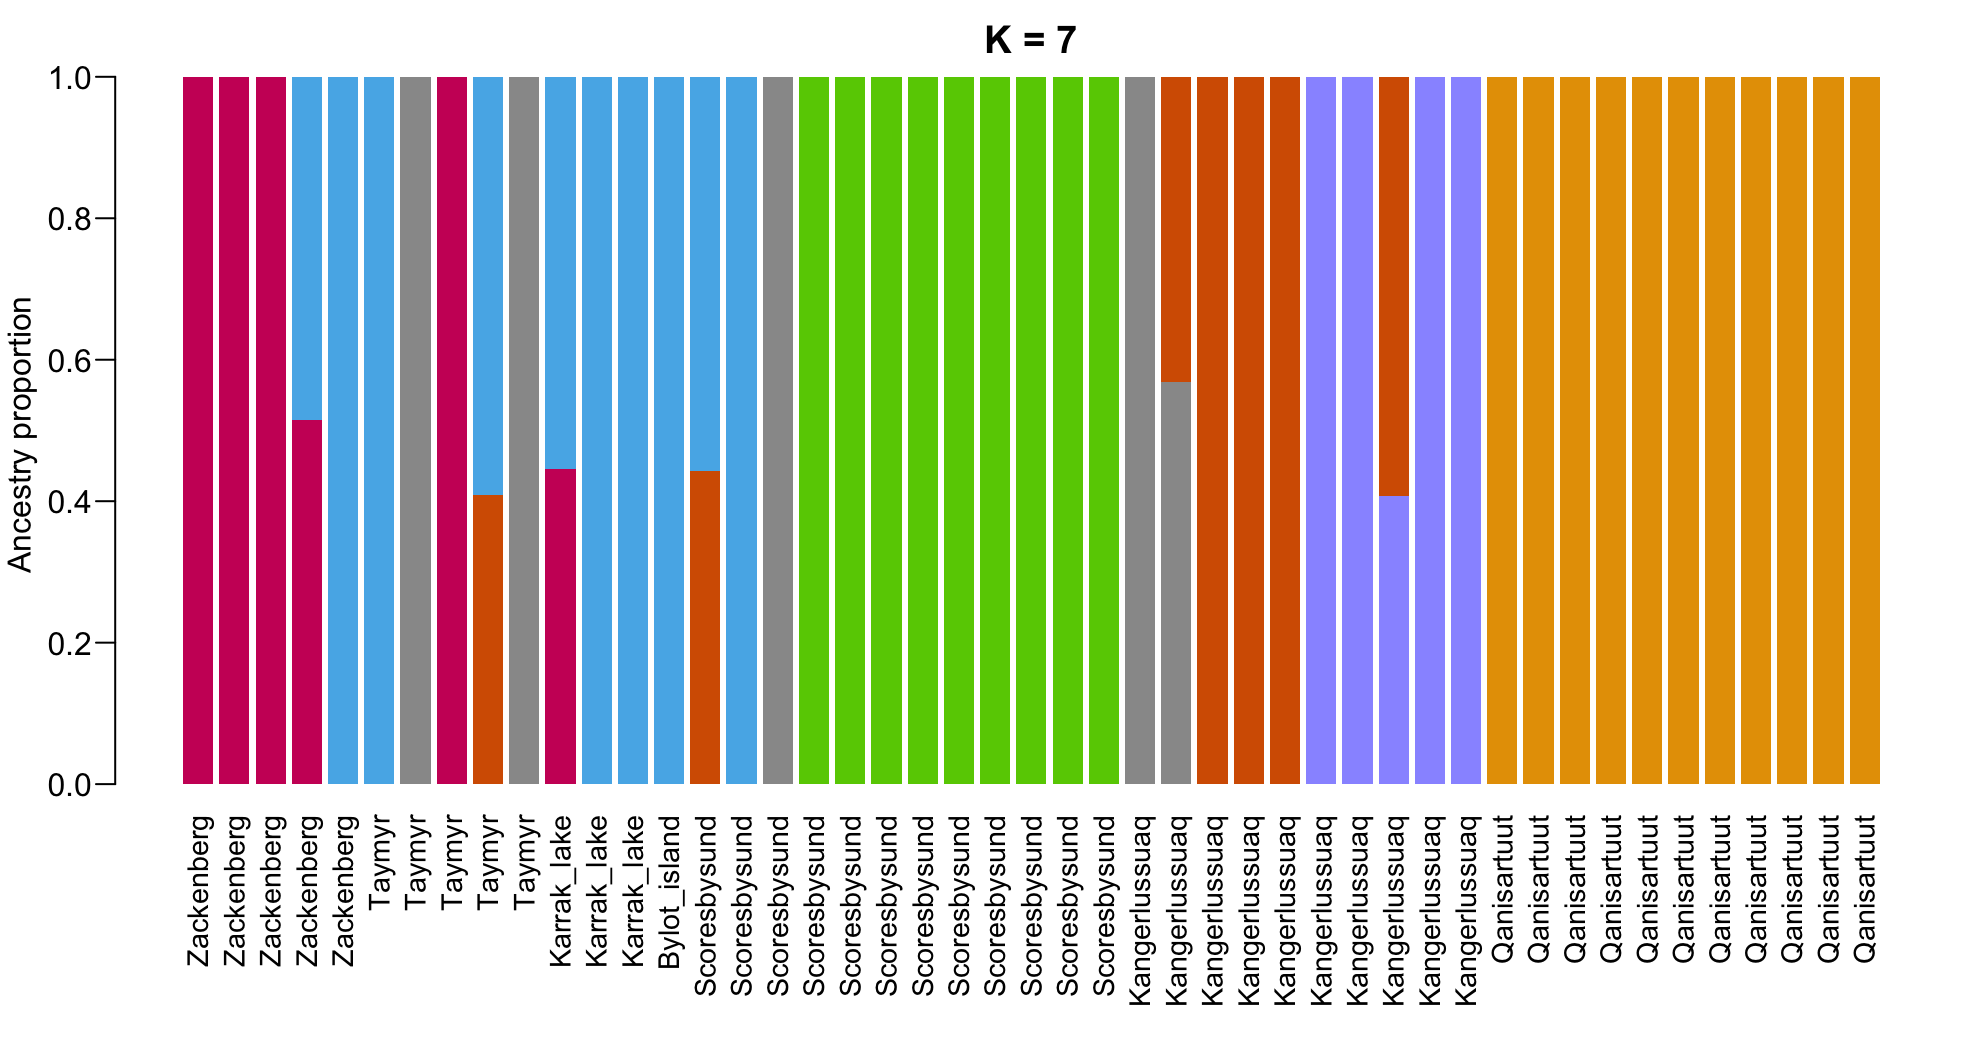 K = 7
Ancestry proportion
1.0
0.8
0.6
0.4
0.2
0.0
Zackenberg
Zackenberg
Zackenberg
Zackenberg
Zackenberg
Taymyr
Taymyr
Taymyr
Taymyr
Taymyr
Karrak_lake
Karrak_lake
Karrak_lake
Bylot_island
Scoresbysund
Scoresbysund
Scoresbysund
Scoresbysund
Scoresbysund
Scoresbysund
Scoresbysund
Scoresbysund
Scoresbysund
Scoresbysund
Scoresbysund
Scoresbysund
Kangerlussuaq
Kangerlussuaq
Kangerlussuaq
Kangerlussuaq
Kangerlussuaq
Kangerlussuaq
Kangerlussuaq
Kangerlussuaq
Kangerlussuaq
Kangerlussuaq
Qanisartuut
Qanisartuut
Qanisartuut
Qanisartuut
Qanisartuut
Qanisartuut
Qanisartuut
Qanisartuut
Qanisartuut
Qanisartuut
Qanisartuut